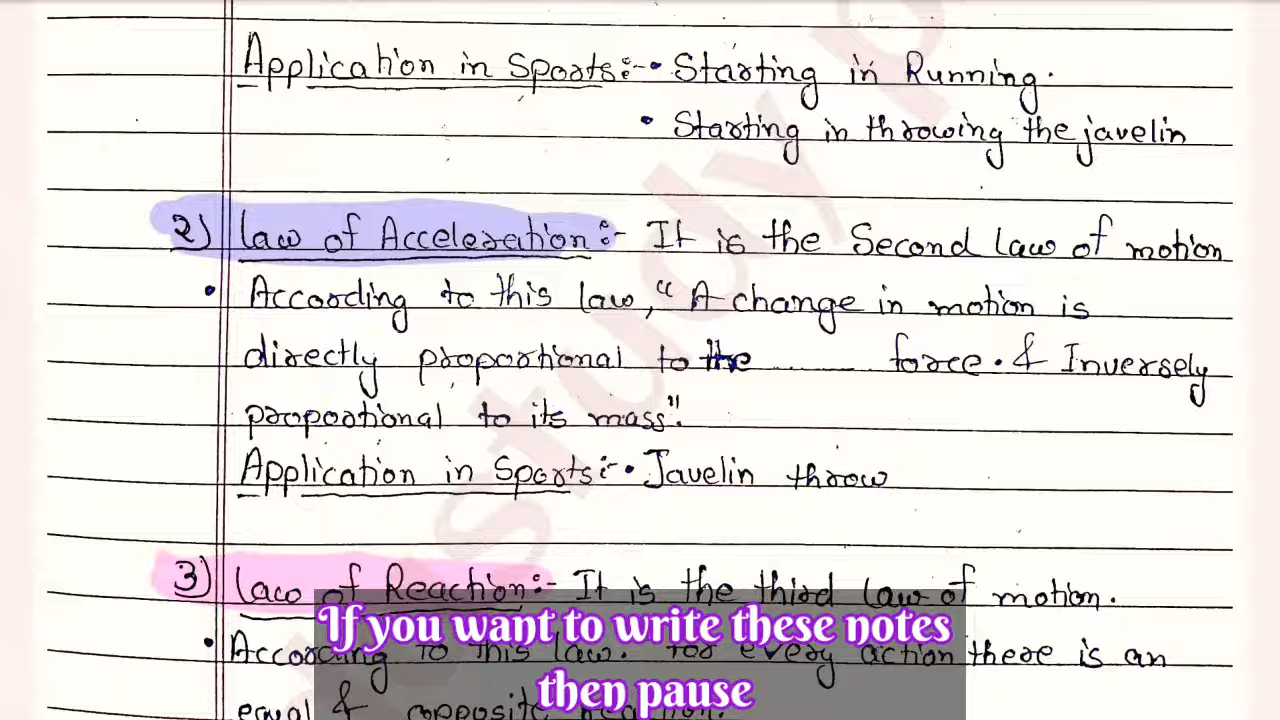 Application in Sports:- • Starting in Running.
• Starting in throwing the javelin
2) law of Acceleration:- It is the Second law of motion
• According to this law, "A change in motion is
directly proportional to the ........ force. & Inversely
proportional to its mass".
Application in Sports:- • Javelin throw
3) law of Reaction:- It is the third law of motion.
• According to this law. For every action there is an
equal & opposite Reaction.
If you want to write these notes
then pause
study p